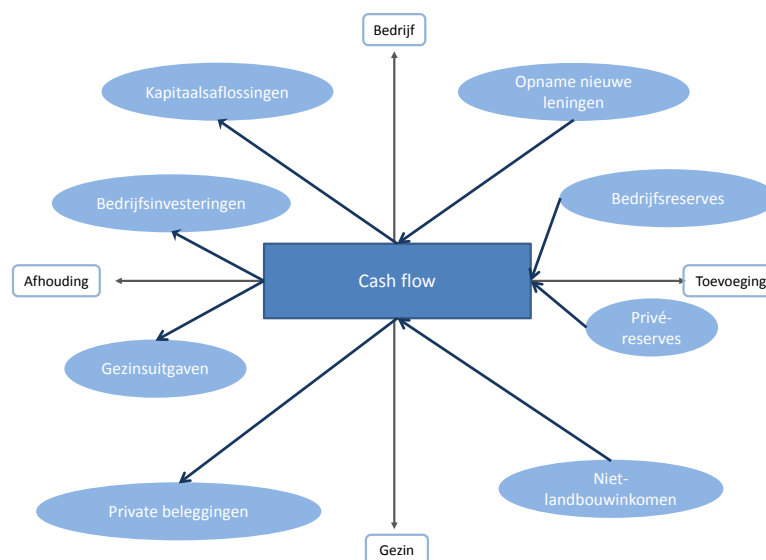 Bedrijf
Kapitaalsaflossingen
Opname nieuwe
leningen
Bedrijfsinvesteringen
Bedrijfsreserves
Afhouding
Cash flow
Toevoeging
Privé-
reserves
Gezinsuitgaven
Private beleggingen
Niet-
landbouwinkomen
Gezin